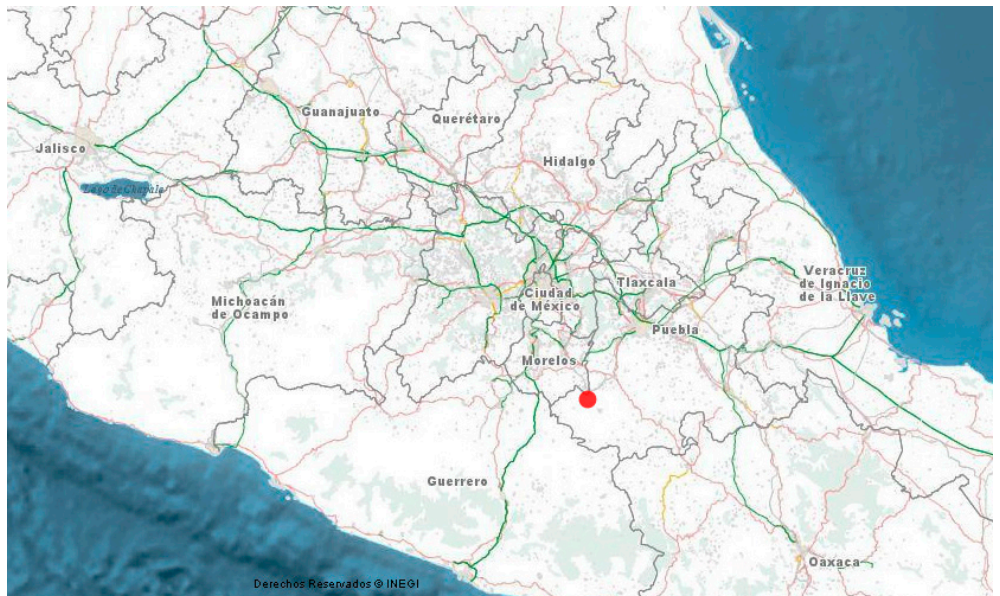 Guanajuato
Querétaro
Jalisco
Hidalgo
Lago de Chapala
Tlaxcala
Veracruz
de Ignacio
de la Llave
Ciudad
de México
Michoacán
de Ocampo
Puebla
Morelos
Guerrero
Oaxaca
Derechos Reservados © INEGI